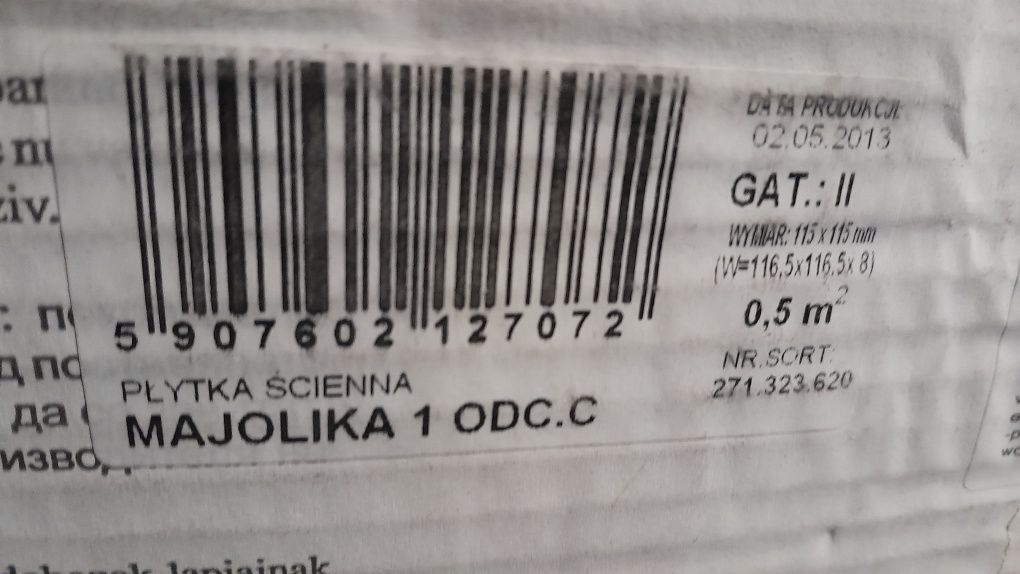 DATA PRODUKCJI:
02.05.2013
GAT.: II
WYMIAR: 115 x 115 mm
(W=116,5x116,5x 8)
0,5 m²
NR.SORT:
271.323.620
5 907602 127072
PŁYTKA ŚCIENNA
MAJOLIKA 1 ODC.C